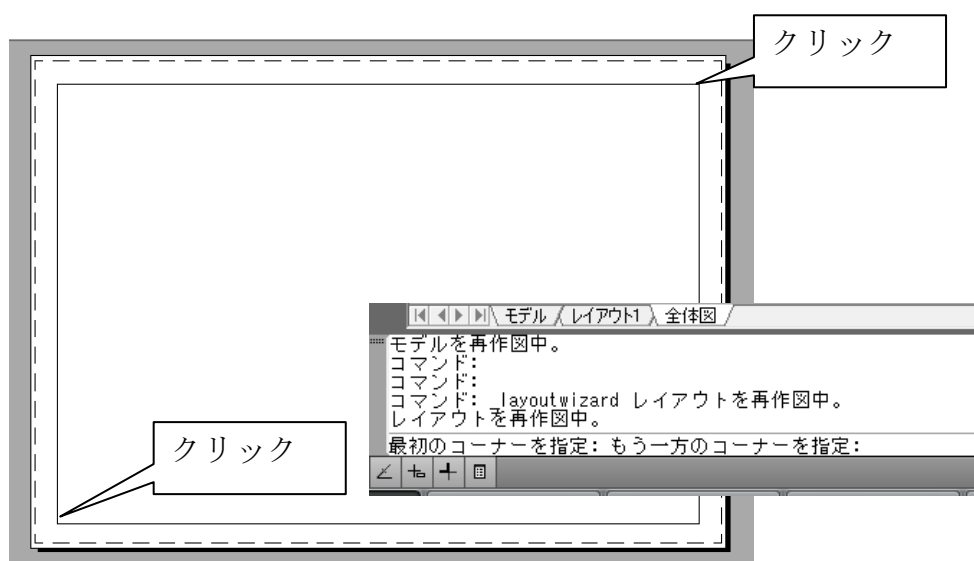 クリック
モデル レイアウト1 全体図
モデルを再作図中。
コマンド:
コマンド:
コマンド: _layoutwizard レイアウトを再作図中。
レイアウトを再作図中。
最初のコーナーを指定: もう一方のコーナーを指定:
クリック